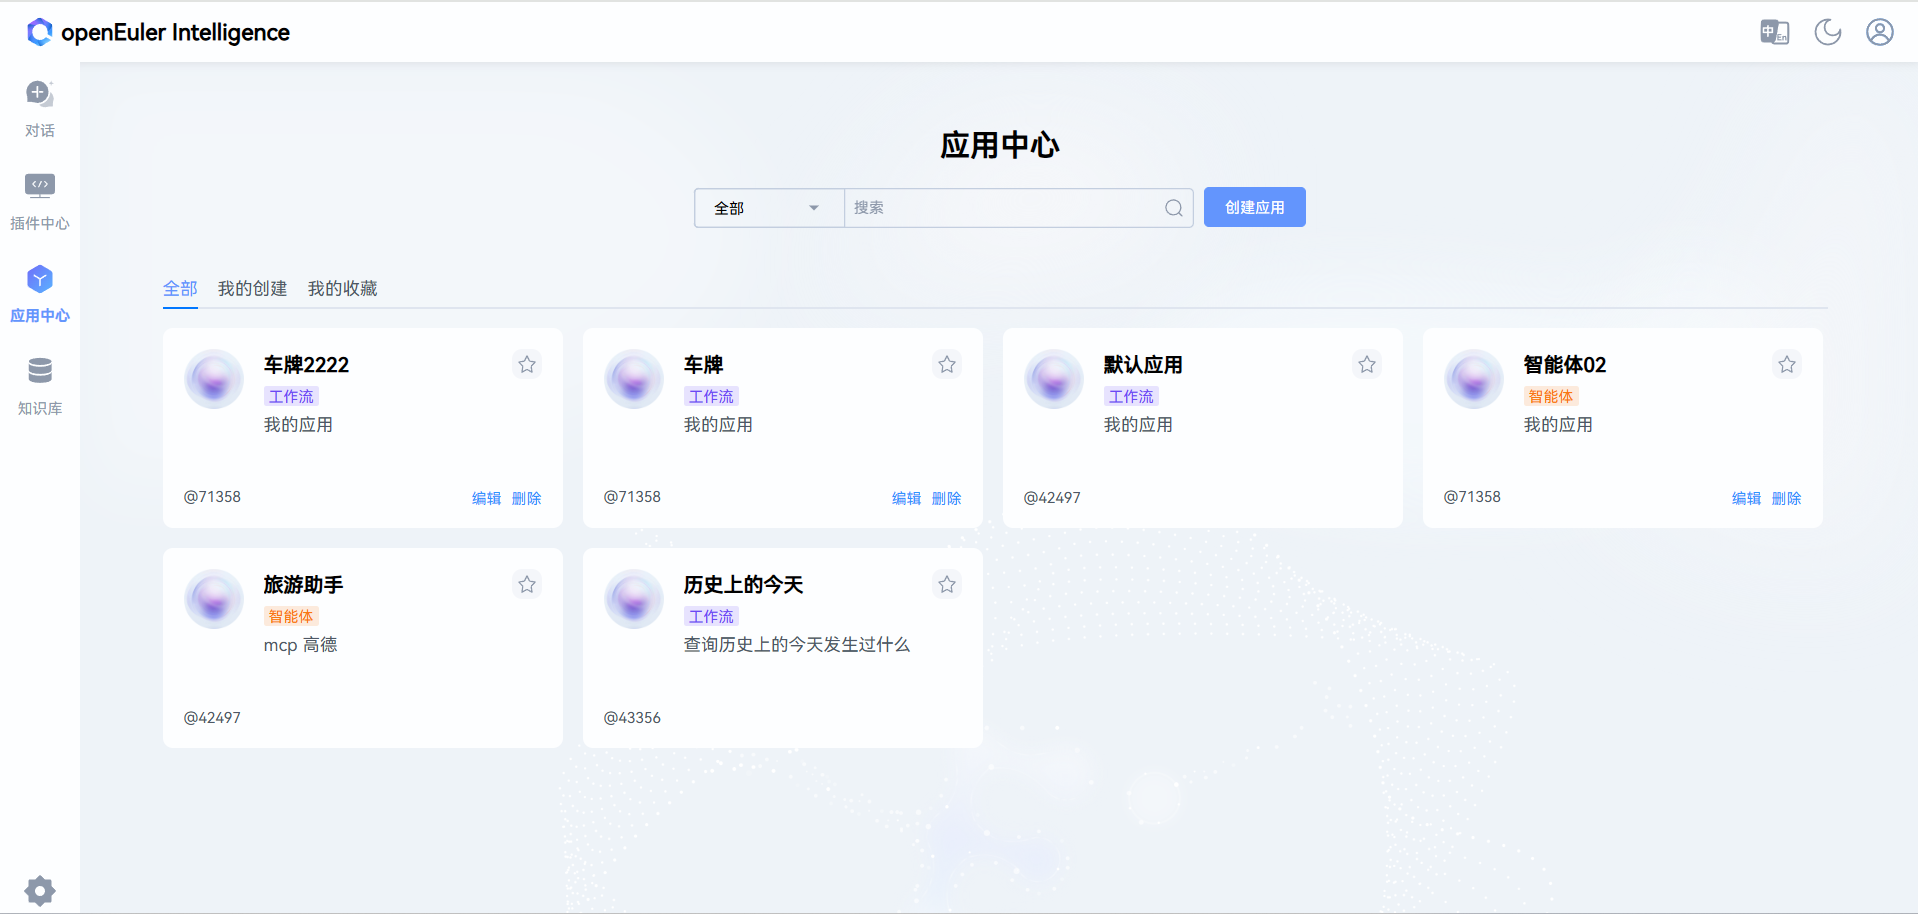 openEuler Intelligence
中 En
对话
插件中心
应用中心
知识库
应用中心
全部
搜索
创建应用
全部 我的创建 我的收藏
车牌2222
工作流
我的应用
@71358
编辑 删除
车牌
工作流
我的应用
@71358
编辑 删除
默认应用
工作流
我的应用
@42497
智能体02
智能体
我的应用
@71358
编辑 删除
旅游助手
智能体
mcp 高德
@42497
历史上的今天
工作流
查询历史上的今天发生过什么
@43356